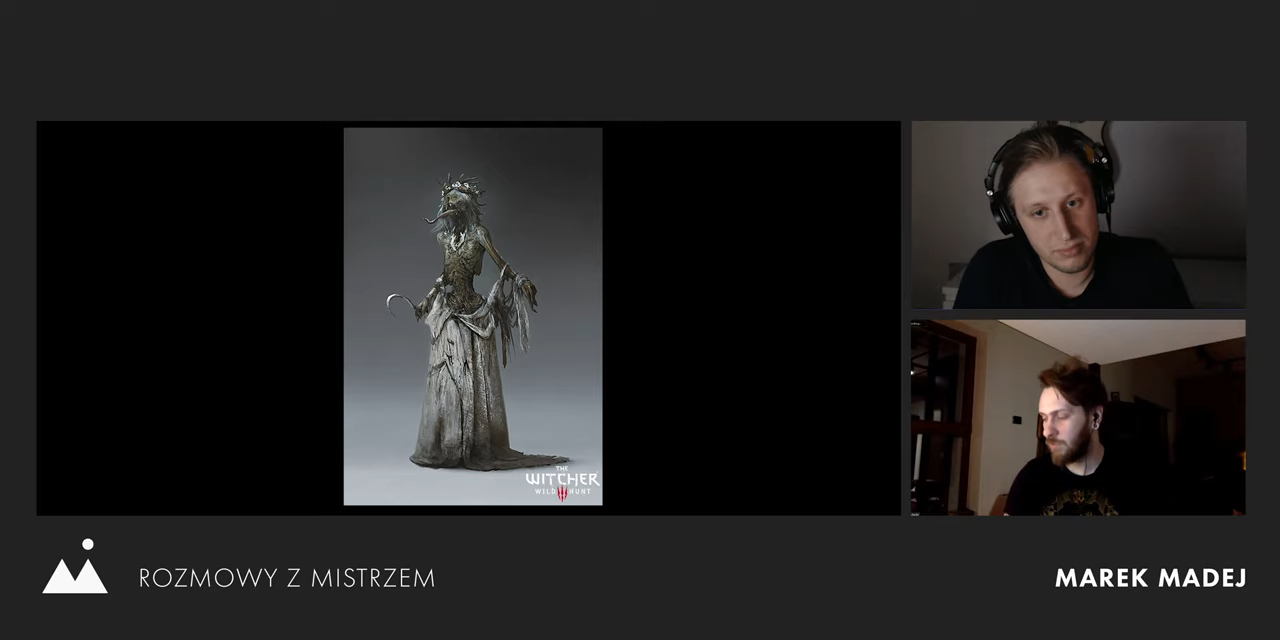 THE
WITCHER
WILD HUNT
ROZMOWY Z MISTRZEM
MAREK MADEJ